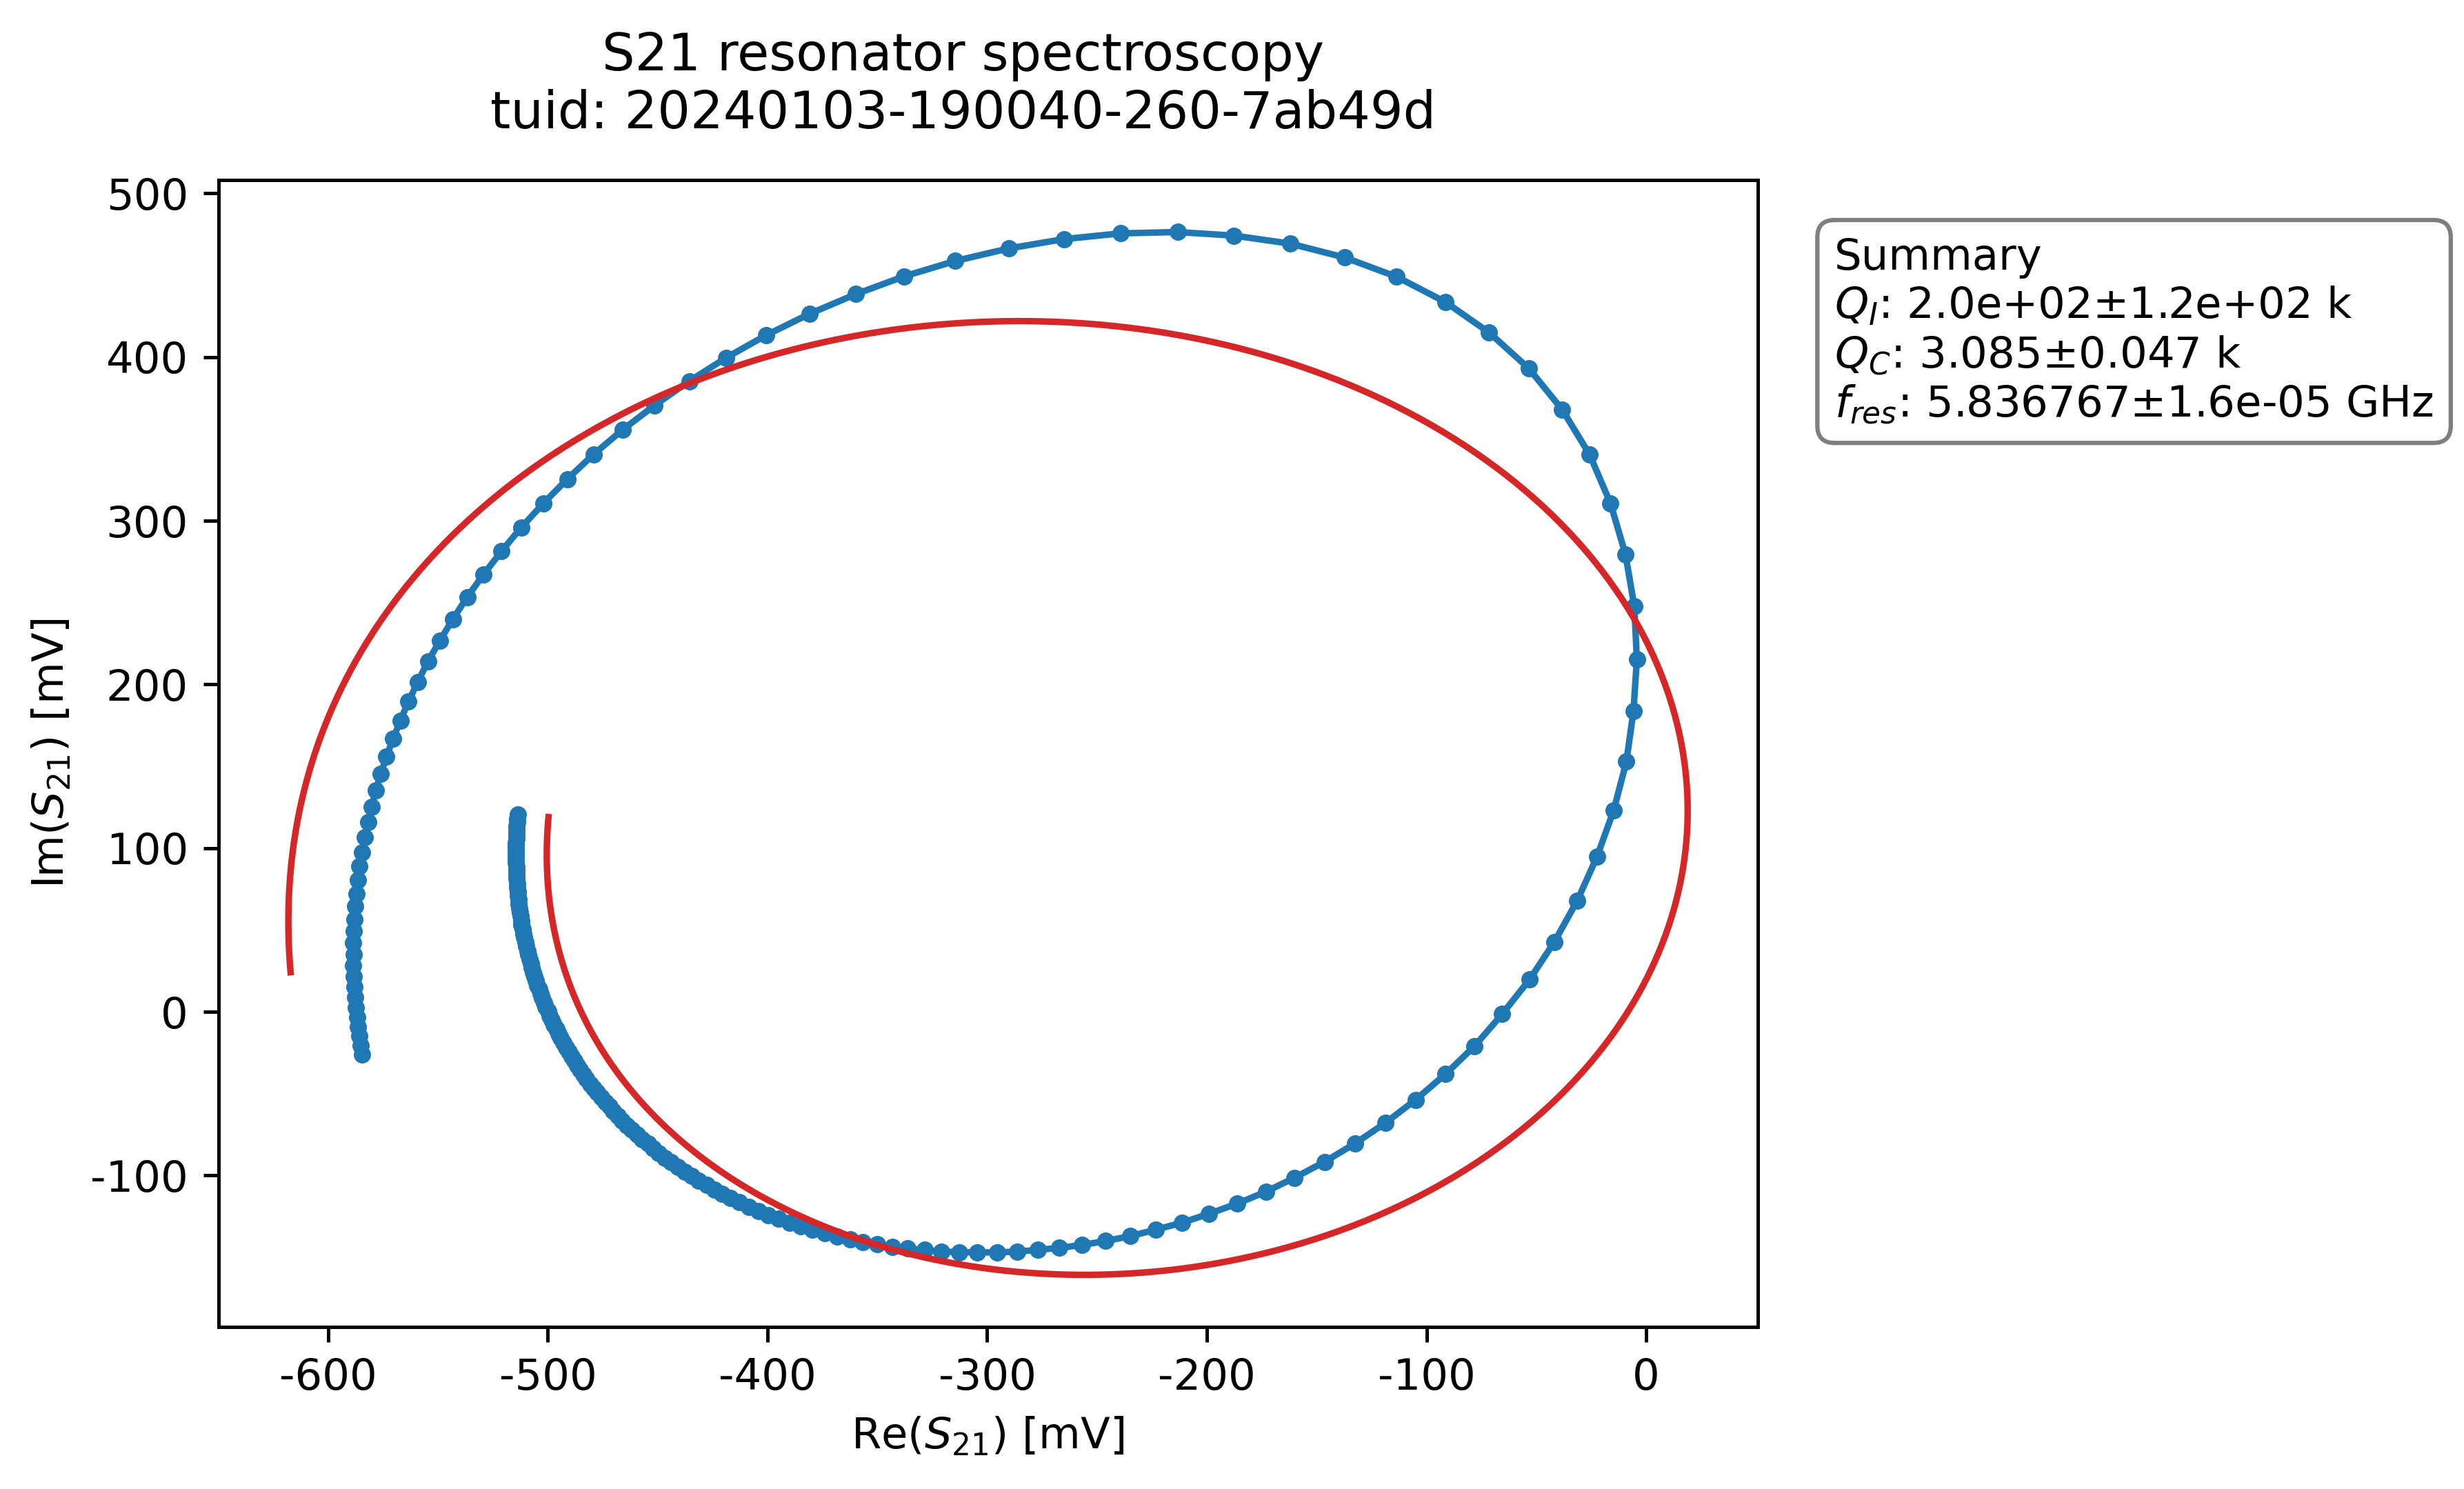 S21 resonator spectroscopy
tuid: 20240103-190040-260-7ab49d
500
400
300
200
100
0
-100
Im(S21) [mV]
-600
-500
-400
-300
-200
-100
0
Re(S21) [mV]
Summary
QI: 2.0e+02±1.2e+02 k
QC: 3.085±0.047 k
fres: 5.836767±1.6e-05 GHz